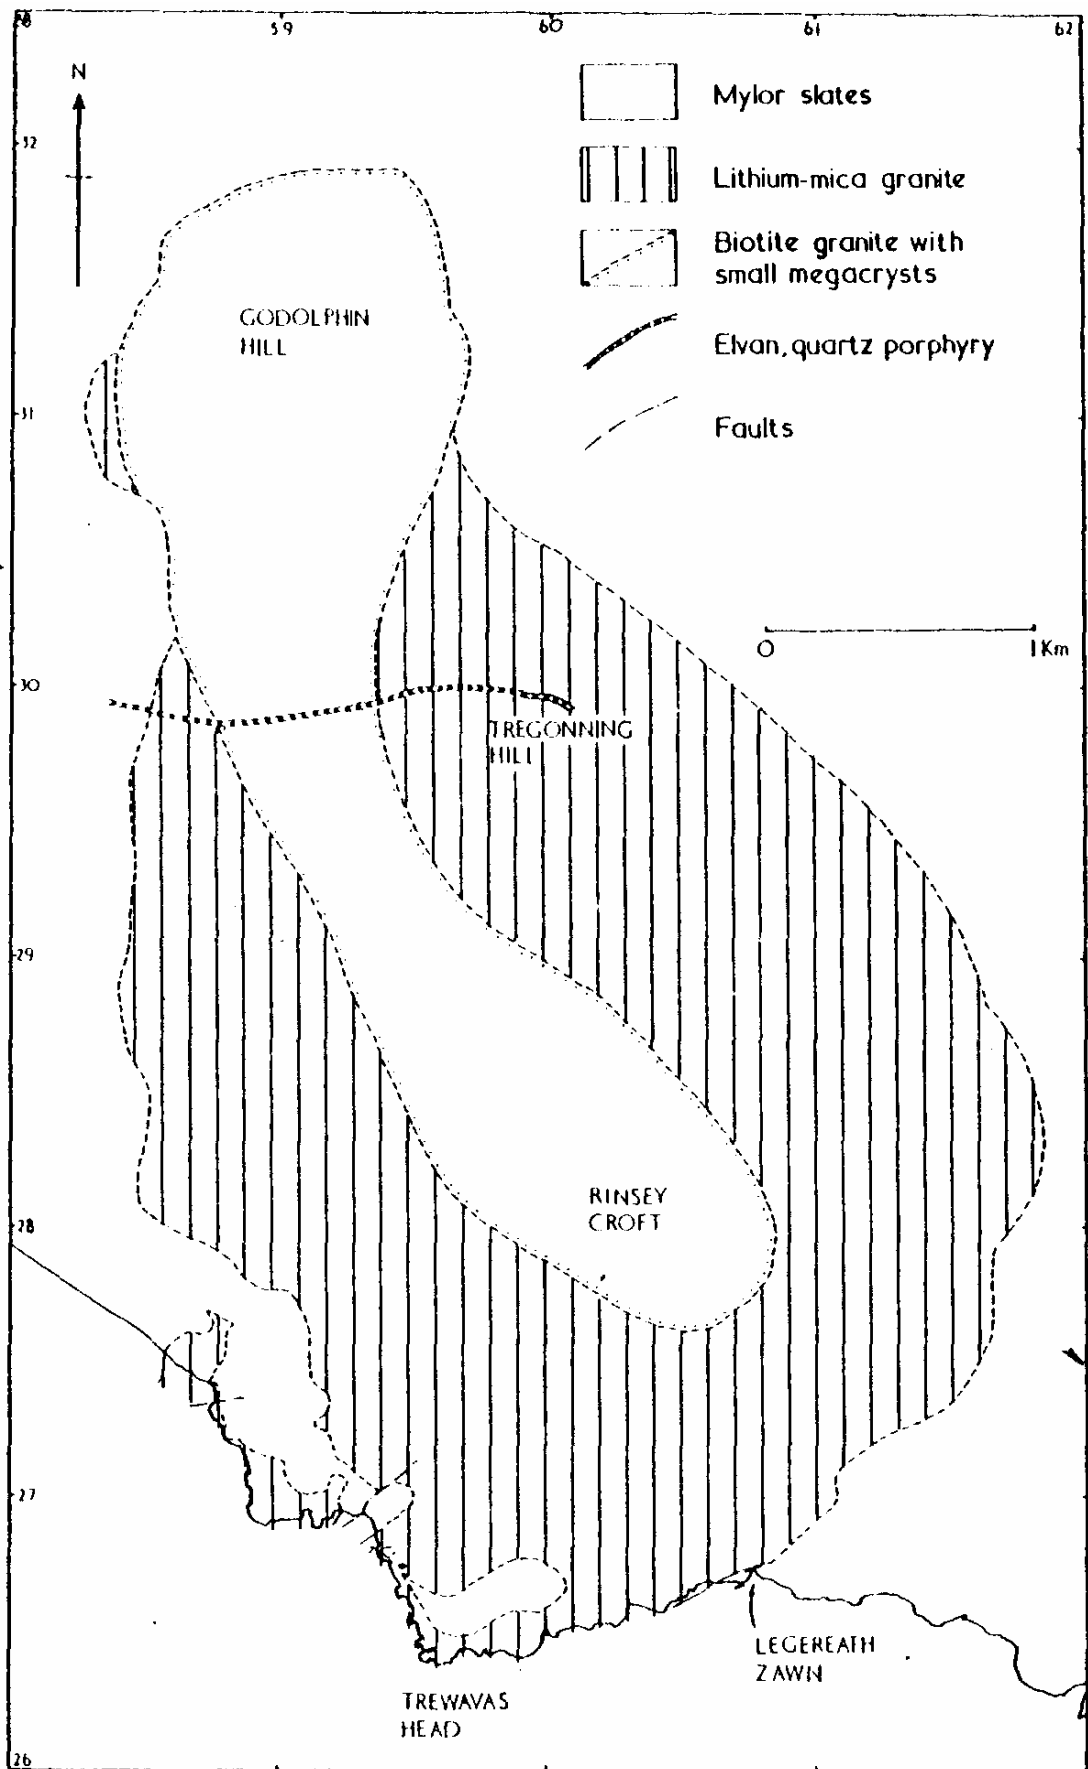 58
59
60
61
62
N
32
Mylor slates
Lithium-mica granite
Biotite granite with
small megacrysts
Elvan, quartz porphyry
Faults
GODOLPHIN
HILL
31
0
1 Km
30
TREGONNING
HILL
29
RINSEY
CROFT
28
27
LEGEREATH
ZAWN
TREWAVAS
HEAD
26